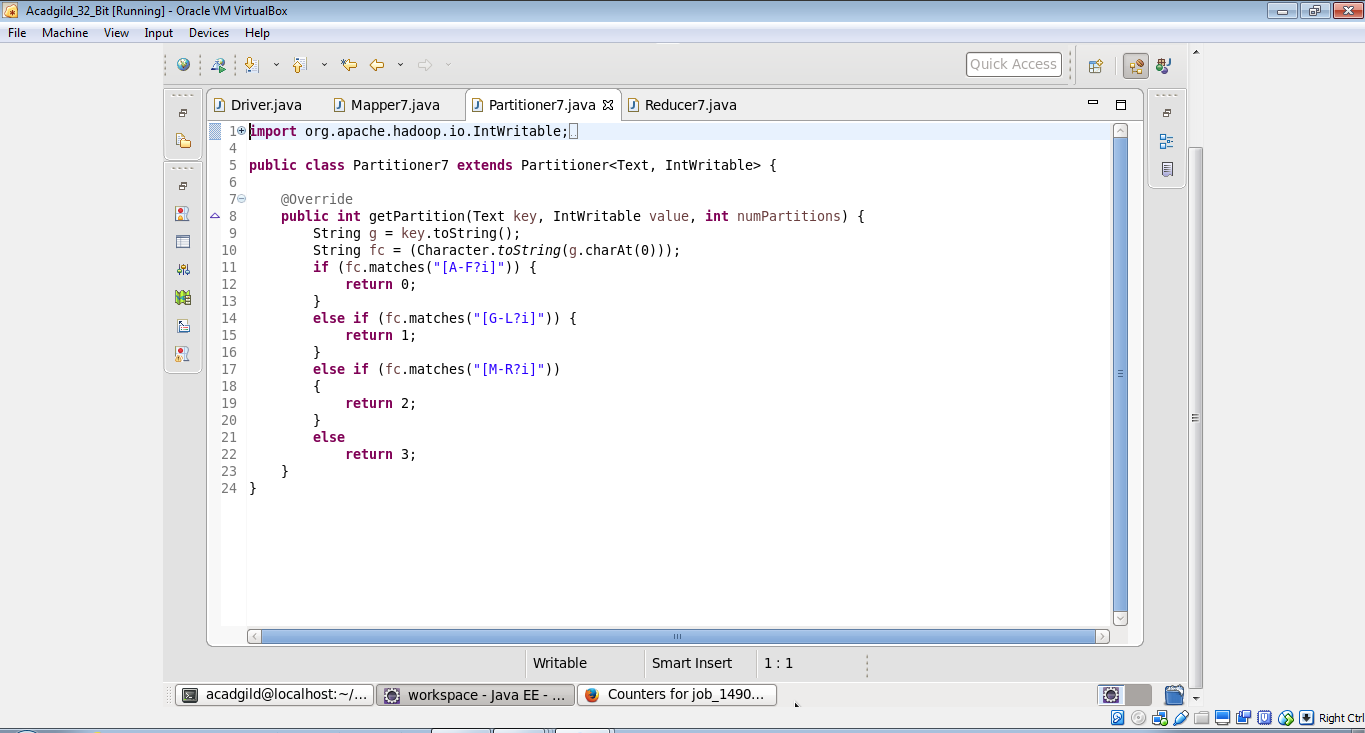 Acadgild_32_Bit [Running] - Oracle VM VirtualBox
File Machine View Input Devices Help
Quick Access
Driver.java Mapper7.java Partitioner7.java Reducer7.java
1 import org.apache.hadoop.io.IntWritable;
4
5 public class Partitioner7 extends Partitioner<Text, IntWritable> {
6
7 @Override
8 public int getPartition(Text key, IntWritable value, int numPartitions) {
9 String g = key.toString();
10 String fc = (Character.toString(g.charAt(0)));
11 if (fc.matches("[A-F?i]")) {
12 return 0;
13 }
14 else if (fc.matches("[G-L?i]")) {
15 return 1;
16 }
17 else if (fc.matches("[M-R?i]"))
18 {
19 return 2;
20 }
21 else
22 return 3;
23 }
24 }
Writable Smart Insert 1 : 1
acadgild@localhost:~/... workspace - Java EE - ... Counters for job_1490...
Right Ctrl